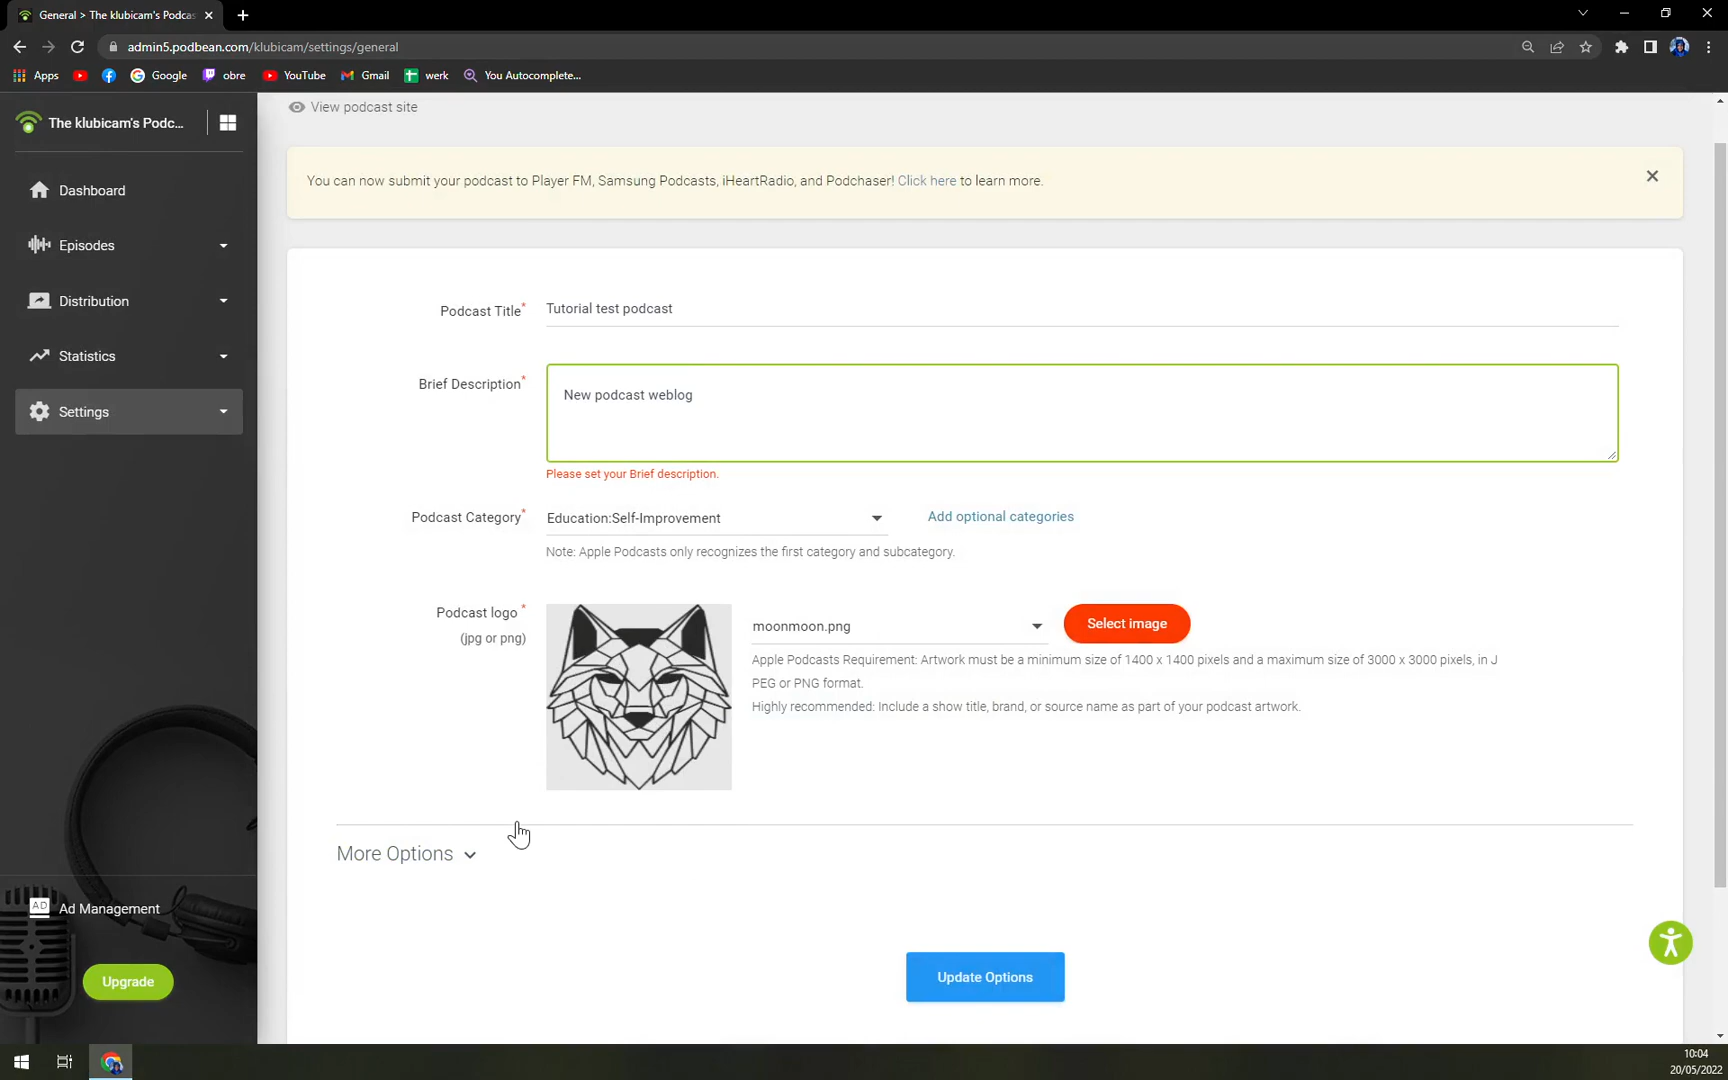 General > The klubicam's Podcas
admin5.podbean.com/klubicam/settings/general
Apps
Google
obre
YouTube
Gmail
werk
You Autocomplete...
The klubicam's Podc...
View podcast site
You can now submit your podcast to Player FM, Samsung Podcasts, iHeartRadio, and Podchaser! Click here to learn more.
Dashboard
Episodes
Distribution
Statistics
Settings
Podcast Title*
Tutorial test podcast
Brief Description*
New podcast weblog
Please set your Brief description.
Podcast Category*
Education:Self-Improvement
Add optional categories
Note: Apple Podcasts only recognizes the first category and subcategory.
Podcast logo *
(jpg or png)
moonmoon.png
Select image
Apple Podcasts Requirement: Artwork must be a minimum size of 1400 x 1400 pixels and a maximum size of 3000 x 3000 pixels, in J
PEG or PNG format.
Highly recommended: Include a show title, brand, or source name as part of your podcast artwork.
More Options
AD
Ad Management
Upgrade
Update Options
10:04
20/05/2022